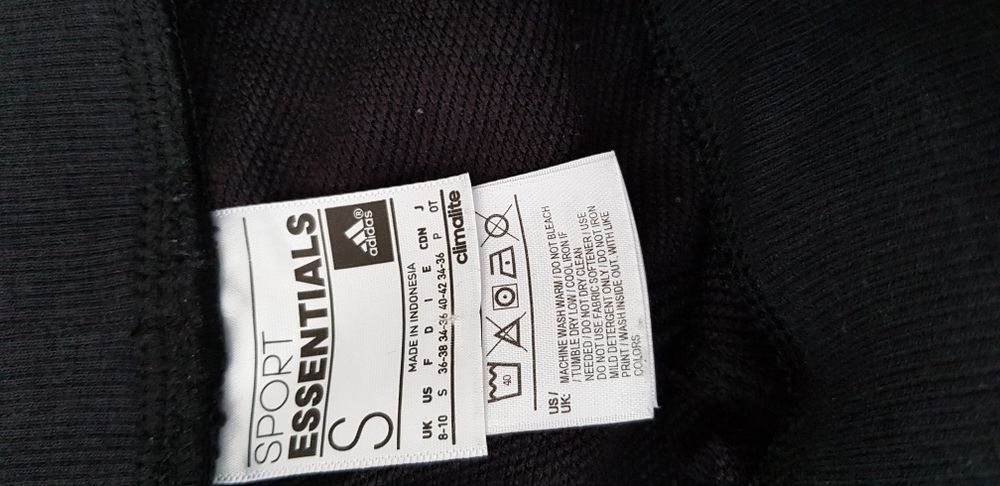 SPORT
ESSENTIALS
S
adidas®
MADE IN INDONESIA
UK US F D I E CDN J
8-10 S 36-38 34-36 40-42 34-36 P OT
climalite
40
US /
UK:
MACHINE WASH WARM / DO NOT BLEACH
/ TUMBLE DRY LOW / COOL IRON IF
NEEDED / DO NOT DRY CLEAN
DO NOT USE FABRIC SOFTENER / USE
MILD DETERGENT ONLY / DO NOT IRON
PRINT / WASH INSIDE OUT, WITH LIKE
COLORS